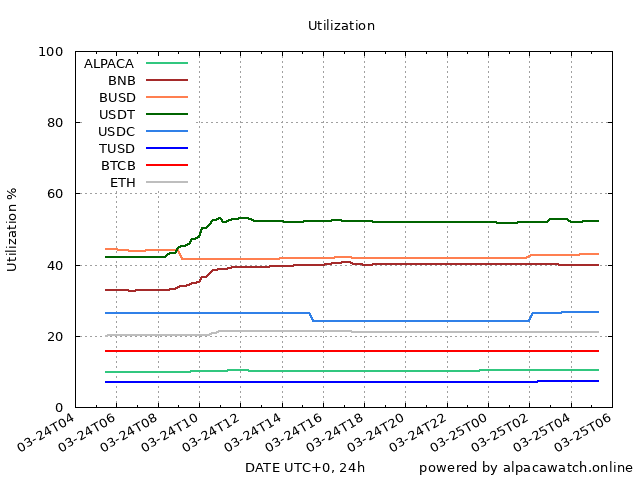 Utilization
100
80
60
40
20
0
Utilization %
ALPACA
BNB
BUSD
USDT
USDC
TUSD
BTCB
ETH
03-24T04
03-24T06
03-24T08
03-24T10
03-24T12
03-24T14
03-24T16
03-24T18
03-24T20
03-24T22
03-25T00
03-25T02
03-25T04
03-25T06
DATE UTC+0, 24h
powered by alpacawatch.online